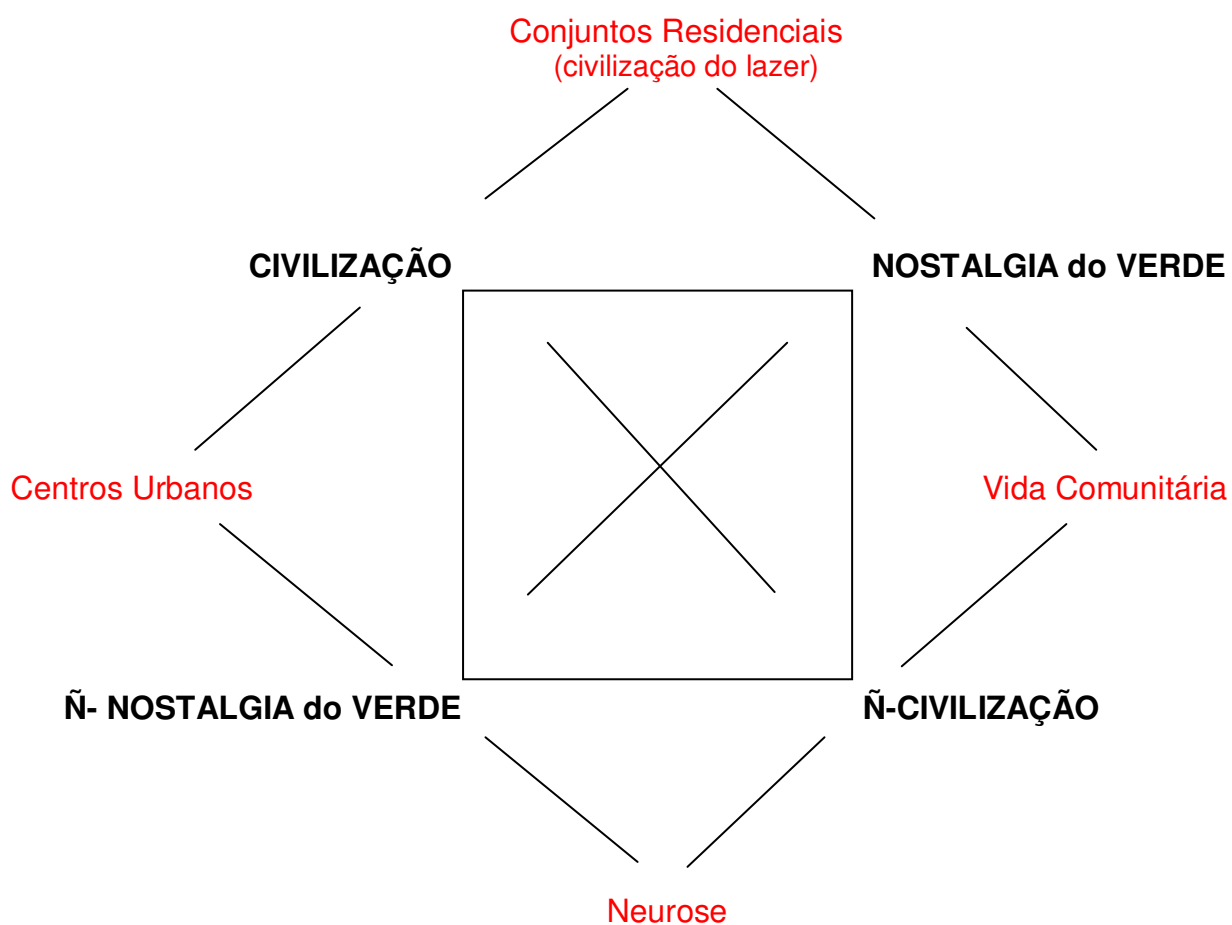 Conjuntos Residenciais
(civilização do lazer)
CIVILIZAÇÃO
NOSTALGIA do VERDE
Centros Urbanos
Vida Comunitária
Ñ- NOSTALGIA do VERDE
Ñ-CIVILIZAÇÃO
Neurose